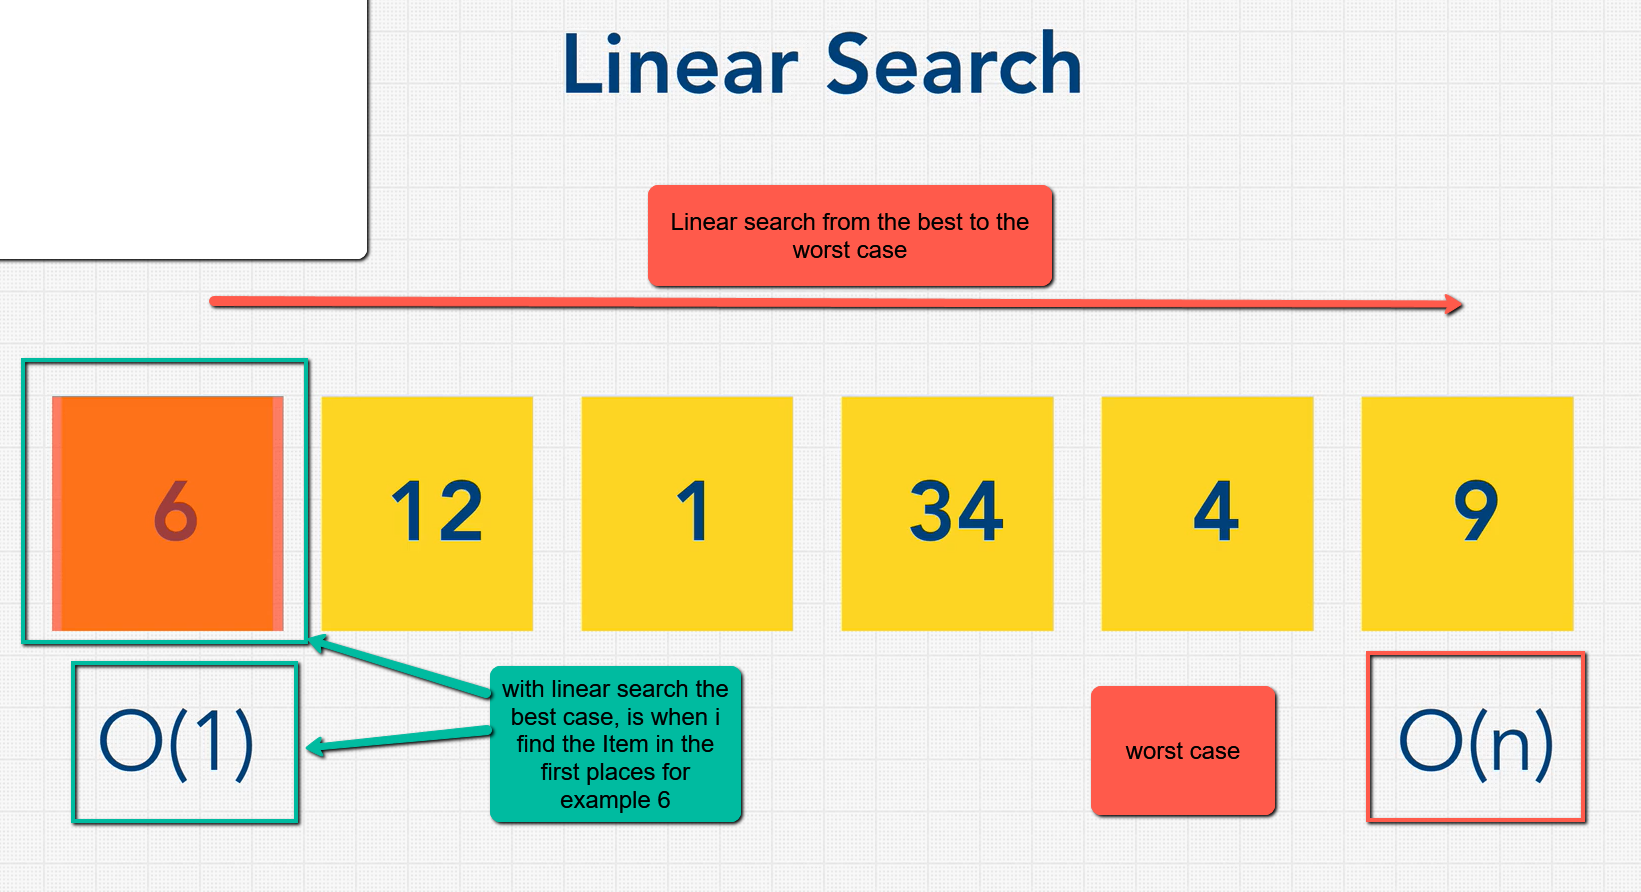 Linear Search
Linear search from the best to the
worst case
6 12 1 34 4 9
with linear search the
best case, is when i
find the Item in the
first places for
example 6
O(1)
worst case
O(n)